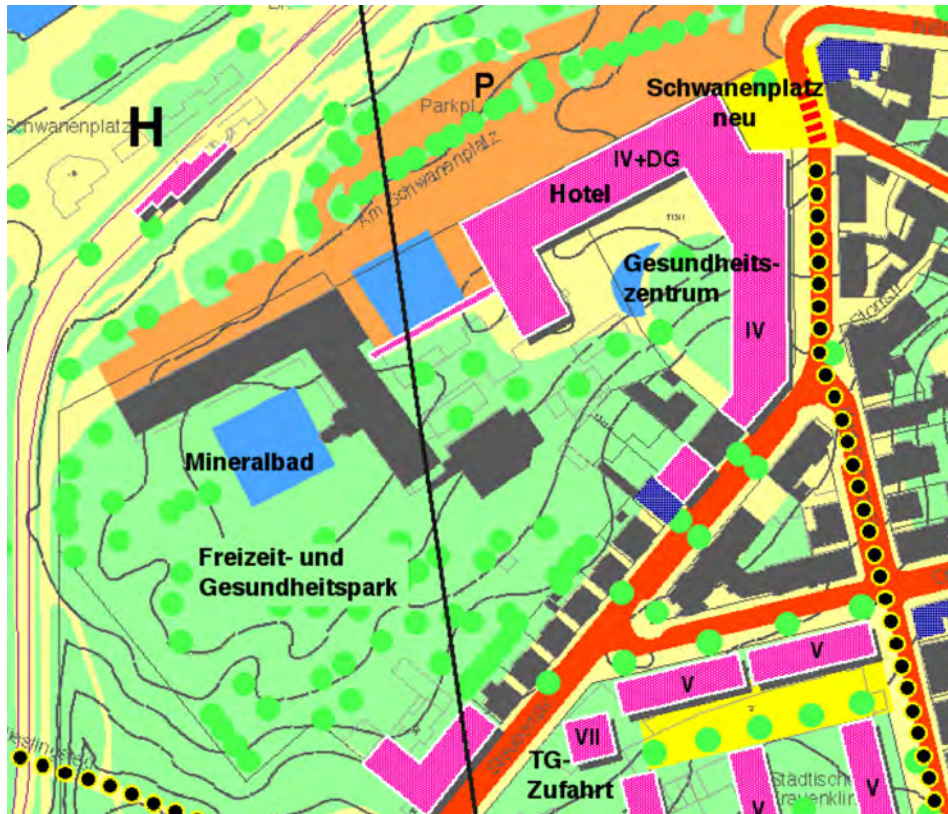 P
Schwanenplatz
neu
Parkpl.
Schwanenplatz
H
IV+DG
Am Schwanenplatz
Hotel
Gesundheits-
zentrum
IV
Mineralbad
Freizeit- und
Gesundheitspark
V
V
VII
TG-
Zufahrt
Städtisch
V
V